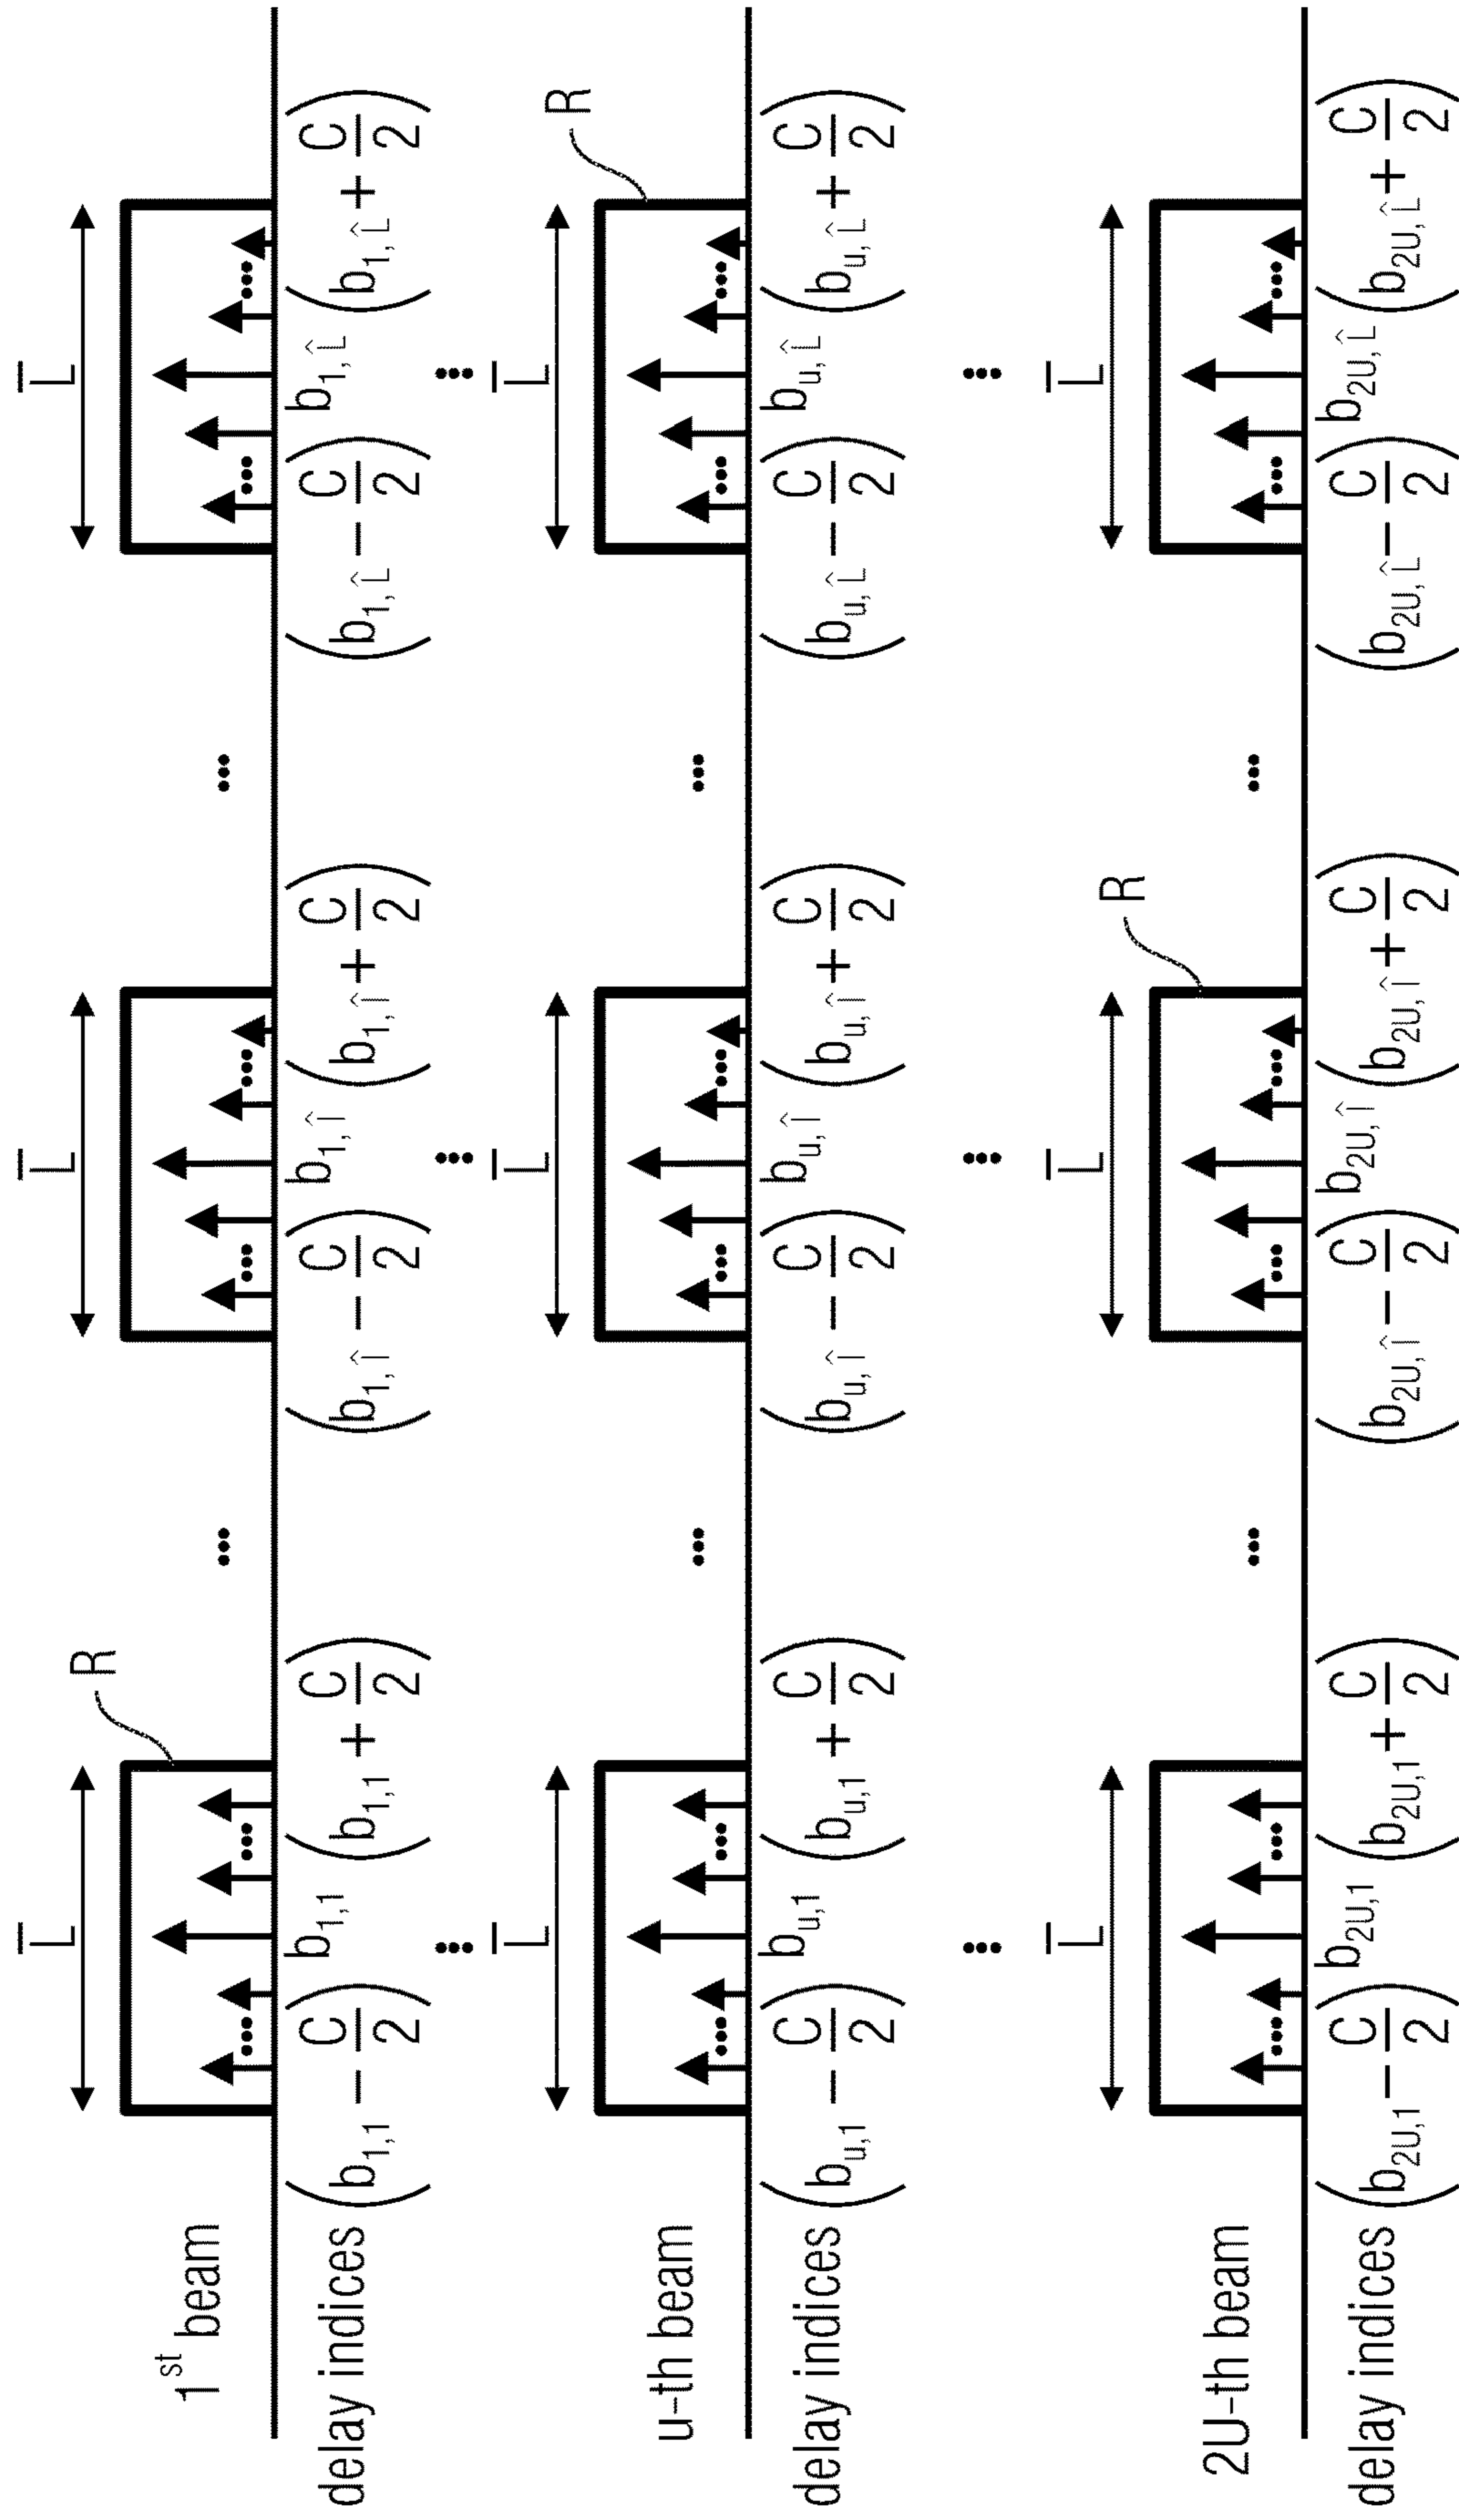 L̅ L̅ L̅
R
1st beam ... ...
b1,1 b1,l̂ b1,L̂
delay indices (b1,1 − C/2) (b1,1 + C/2) (b1,l̂ − C/2) (b1,l̂ + C/2) (b1,L̂ − C/2) (b1,L̂ + C/2)
L̅ L̅ L̅
R
u-th beam ... ...
bu,1 bu,l̂ bu,L̂
delay indices (bu,1 − C/2) (bu,1 + C/2) (bu,l̂ − C/2) (bu,l̂ + C/2) (bu,L̂ − C/2) (bu,L̂ + C/2)
L̅ L̅ L̅
R
2U-th beam ... ...
b2U,1 b2U,l̂ b2U,L̂
delay indices (b2U,1 − C/2) (b2U,1 + C/2) (b2U,l̂ − C/2) (b2U,l̂ + C/2) (b2U,L̂ − C/2) (b2U,L̂ + C/2)